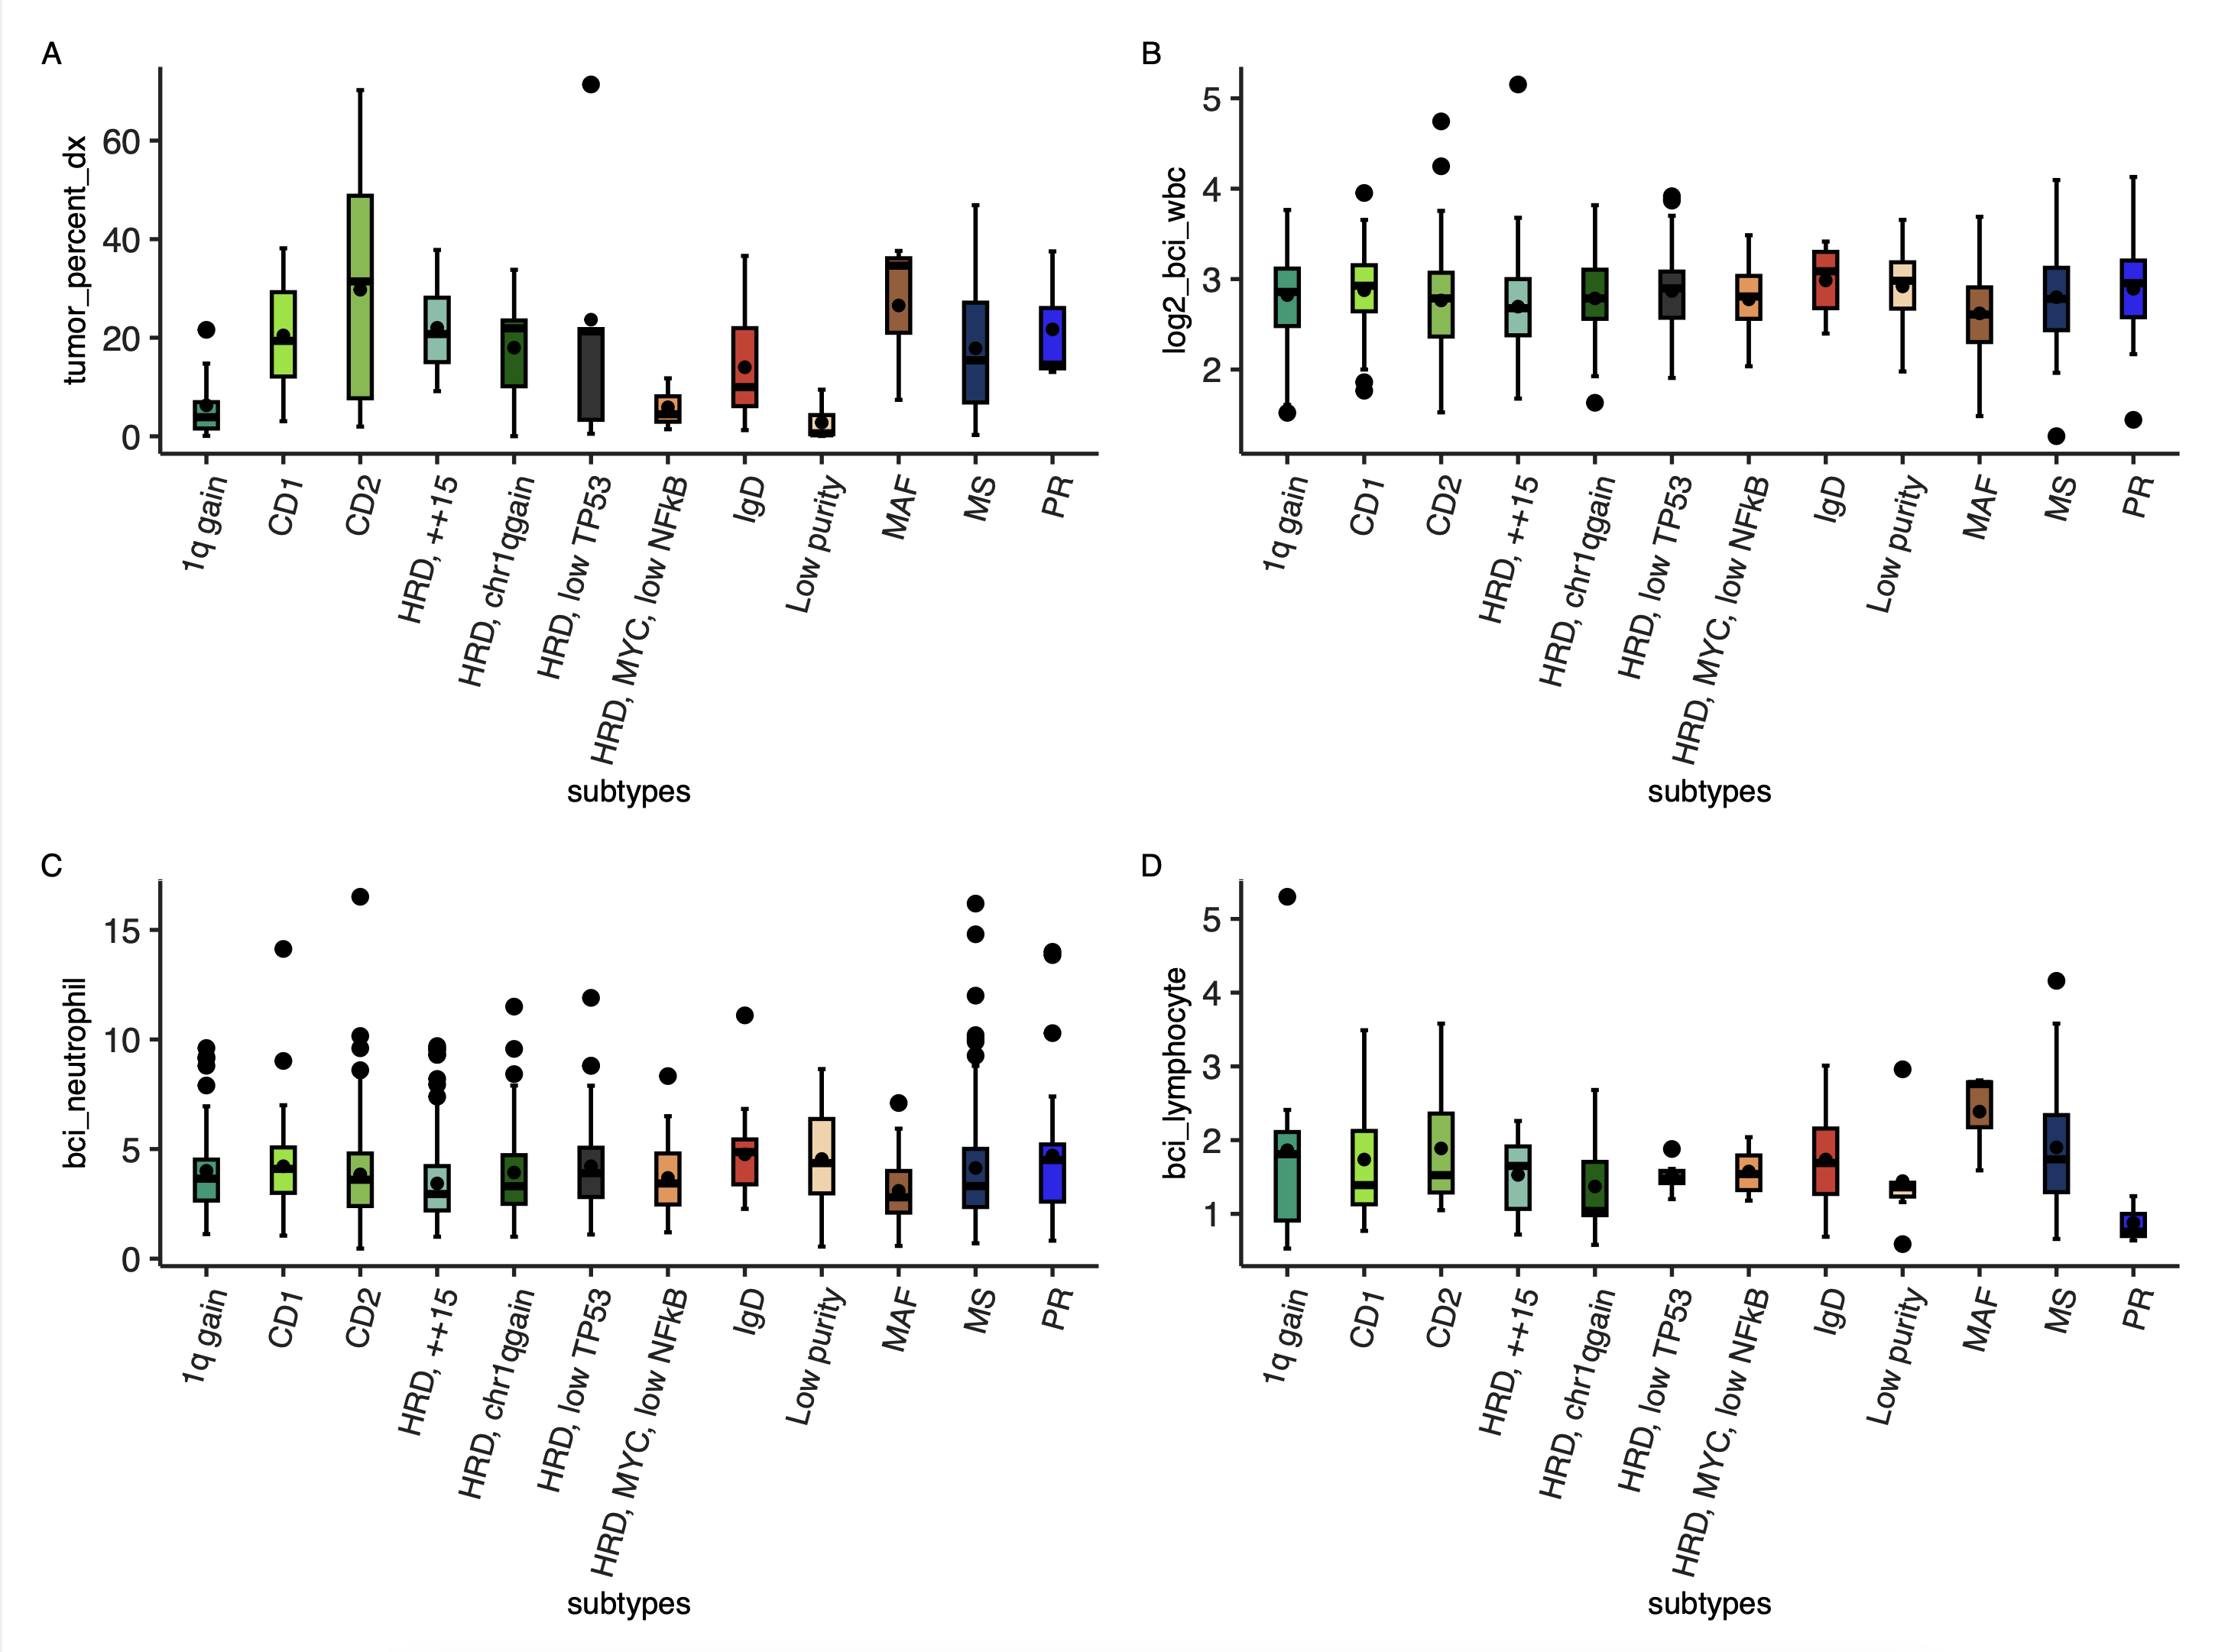 A
tumor_percent_dx
60
40
20
0
1q gain
CD1
CD2
HRD, ++15
HRD, chr1qgain
HRD, low TP53
HRD, MYC, low NFkB
IgD
Low purity
MAF
MS
PR
subtypes
B
log2_bci_wbc
5
4
3
2
1q gain
CD1
CD2
HRD, ++15
HRD, chr1qgain
HRD, low TP53
HRD, MYC, low NFkB
IgD
Low purity
MAF
MS
PR
subtypes
C
bci_neutrophil
15
10
5
0
1q gain
CD1
CD2
HRD, ++15
HRD, chr1qgain
HRD, low TP53
HRD, MYC, low NFkB
IgD
Low purity
MAF
MS
PR
subtypes
D
bci_lymphocyte
5
4
3
2
1
1q gain
CD1
CD2
HRD, ++15
HRD, chr1qgain
HRD, low TP53
HRD, MYC, low NFkB
IgD
Low purity
MAF
MS
PR
subtypes